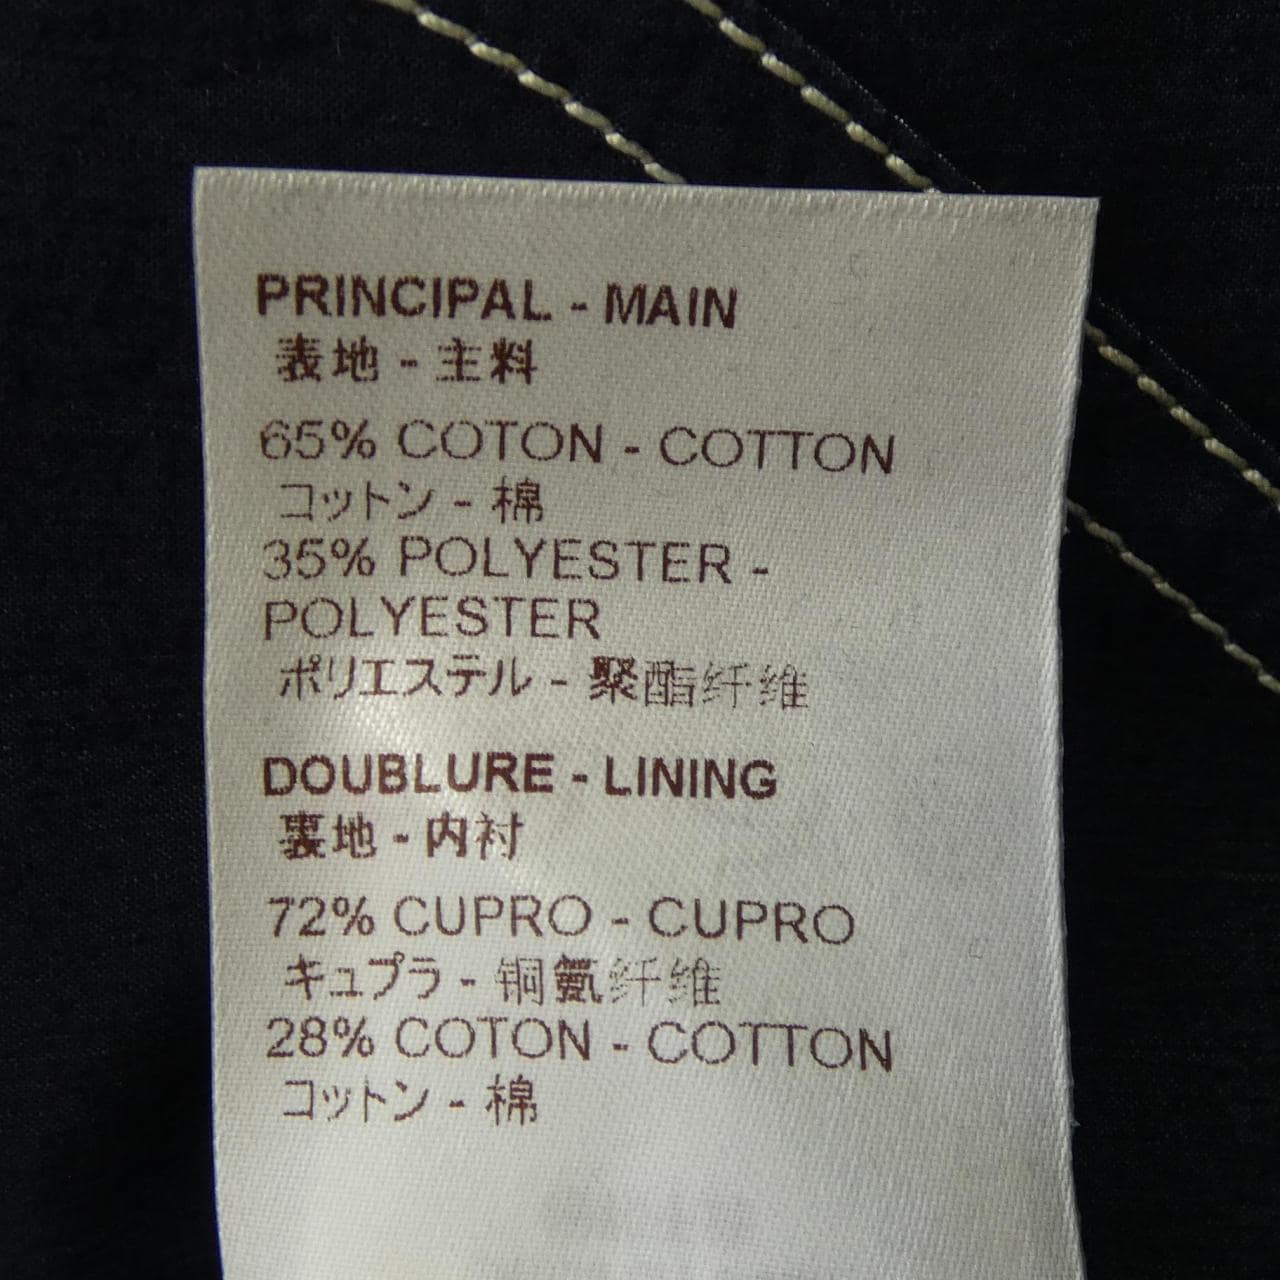 PRINCIPAL - MAIN
表地 - 主料
65% COTON - COTTON
コットン - 棉
35% POLYESTER -
POLYESTER
ポリエステル - 聚酯纤维
DOUBLURE - LINING
裏地 - 内衬
72% CUPRO - CUPRO
キュプラ - 铜氨纤维
28% COTON - COTTON
コットン - 棉